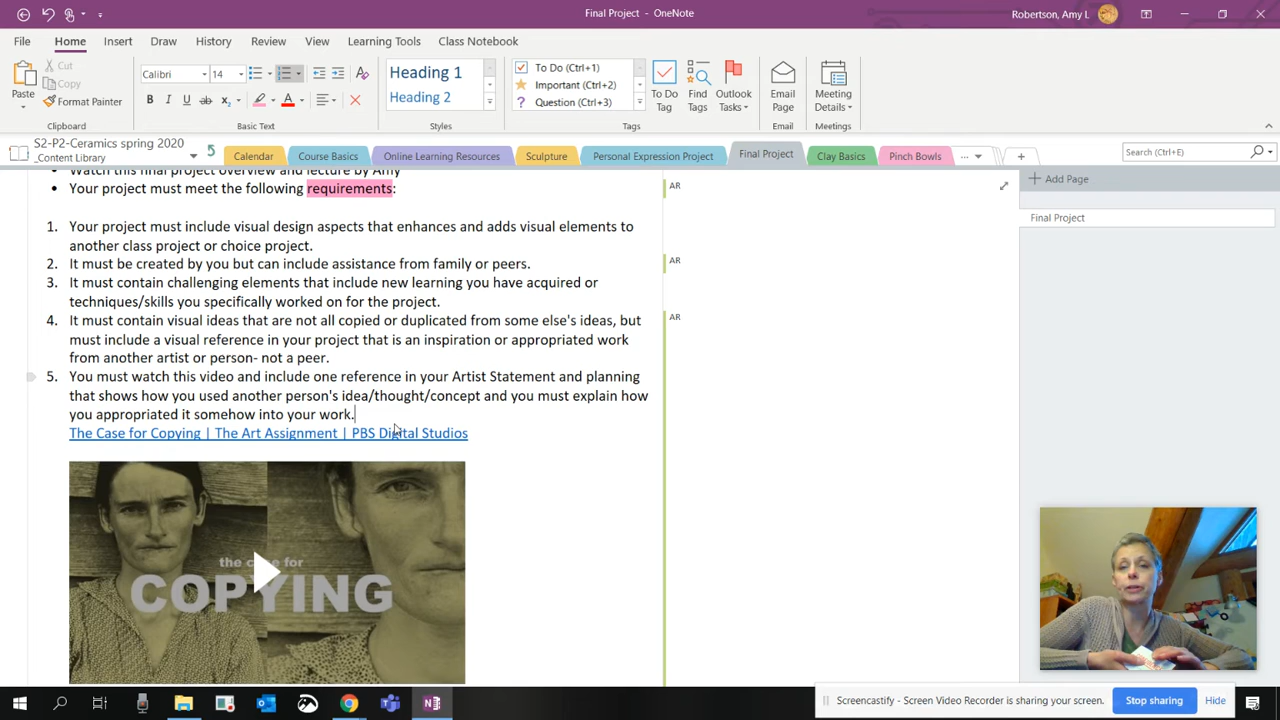 Final Project - OneNote
Robertson, Amy L
File Home Insert Draw History Review View Learning Tools Class Notebook
Paste
Cut
Copy
Format Painter
Clipboard
Calibri 14
B I U ab x₂ A
Basic Text
Heading 1
Heading 2
Styles
To Do (Ctrl+1)
Important (Ctrl+2)
Question (Ctrl+3)
To Do Tag
Find Tags
Outlook Tasks
Tags
Email Page
Email
Meeting Details
Meetings
S2-P2-Ceramics spring 2020
_Content Library
Calendar Course Basics Online Learning Resources Sculpture Personal Expression Project Final Project Clay Basics Pinch Bowls ... +
Search (Ctrl+E)
Add Page
Final Project
• Watch this final project overview and lecture by Amy
• Your project must meet the following requirements:
1. Your project must include visual design aspects that enhances and adds visual elements to
another class project or choice project.
2. It must be created by you but can include assistance from family or peers.
3. It must contain challenging elements that include new learning you have acquired or
techniques/skills you specifically worked on for the project.
4. It must contain visual ideas that are not all copied or duplicated from some else's ideas, but
must include a visual reference in your project that is an inspiration or appropriated work
from another artist or person- not a peer.
5. You must watch this video and include one reference in your Artist Statement and planning
that shows how you used another person's idea/thought/concept and you must explain how
you appropriated it somehow into your work.
The Case for Copying | The Art Assignment | PBS Digital Studios
AR
AR
AR
the case for
COPYING
Screencastify - Screen Video Recorder is sharing your screen. Stop sharing Hide